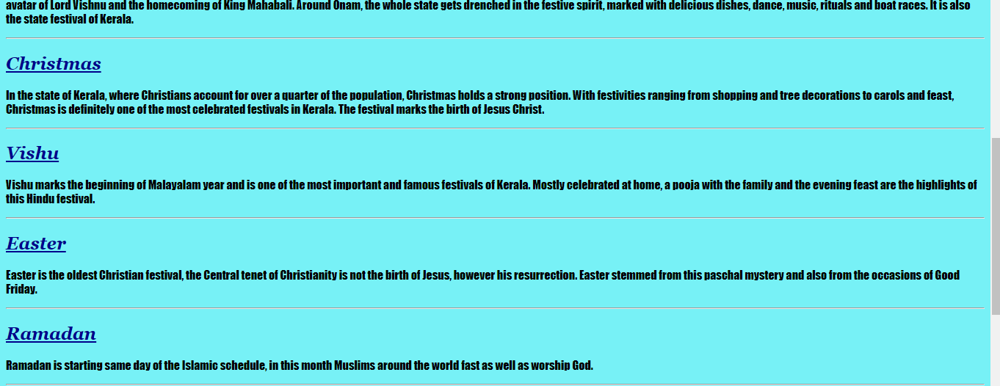 avatar of Lord Vishnu and the homecoming of King Mahabali. Around Onam, the whole state gets drenched in the festive spirit, marked with delicious dishes, dance, music, rituals and boat races. It is also
the state festival of Kerala.
Christmas
In the state of Kerala, where Christians account for over a quarter of the population, Christmas holds a strong position. With festivities ranging from shopping and tree decorations to carols and feast,
Christmas is definitely one of the most celebrated festivals in Kerala. The festival marks the birth of Jesus Christ.
Vishu
Vishu marks the beginning of Malayalam year and is one of the most important and famous festivals of Kerala. Mostly celebrated at home, a pooja with the family and the evening feast are the highlights of
this Hindu festival.
Easter
Easter is the oldest Christian festival, the Central tenet of Christianity is not the birth of Jesus, however his resurrection. Easter stemmed from this paschal mystery and also from the occasions of Good
Friday.
Ramadan
Ramadan is starting same day of the Islamic schedule, in this month Muslims around the world fast as well as worship God.